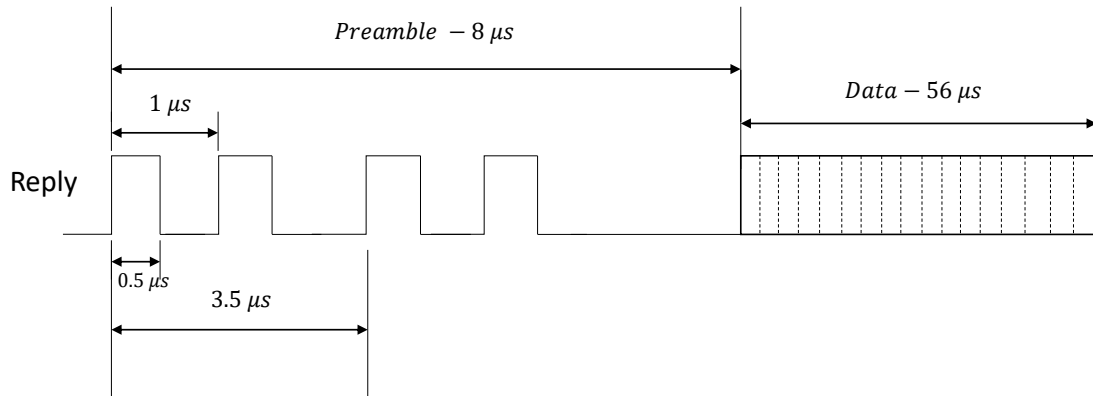 Preamble − 8 μs
Data − 56 μs
1 μs
Reply
0.5 μs
3.5 μs